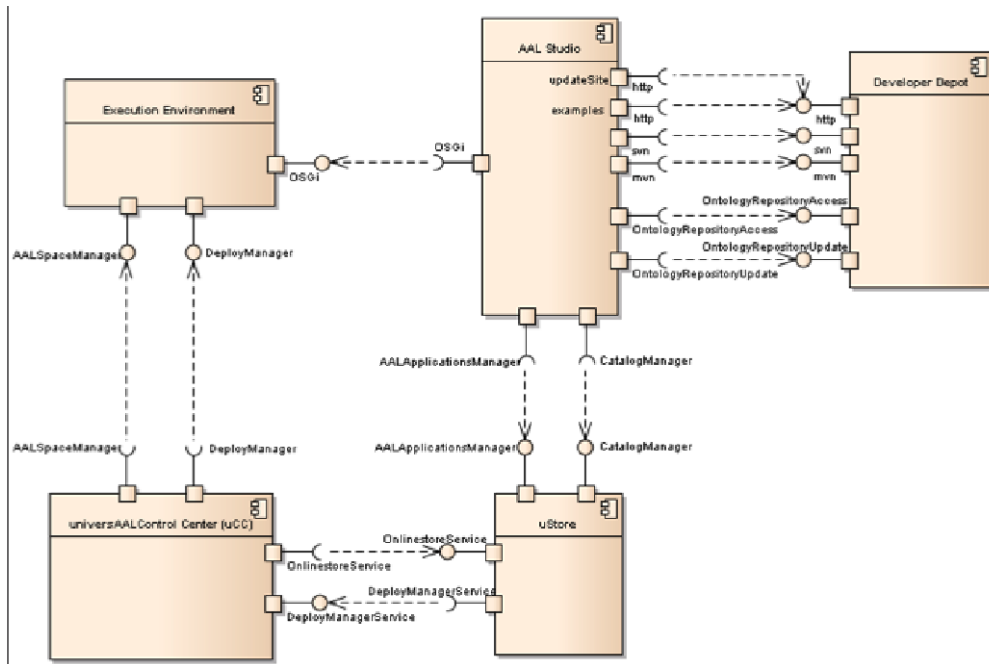 AAL Studio
updateSite
http
Developer Depot
Execution Environment
examples
http
http
OSGi
svn
svn
OSGi
mvn
mvn
OntologyRepositoryAccess
OntologyRepositoryAccess
AALSpaceManager
DeployManager
OntologyRepositoryUpdate
OntologyRepositoryUpdate
AALApplicationsManager
CatalogManager
AALSpaceManager
DeployManager
AALApplicationsManager
CatalogManager
universAALControl Center (uCC)
uStore
OnlinestoreService
OnlinestoreService
DeployManagerService
DeployManagerService